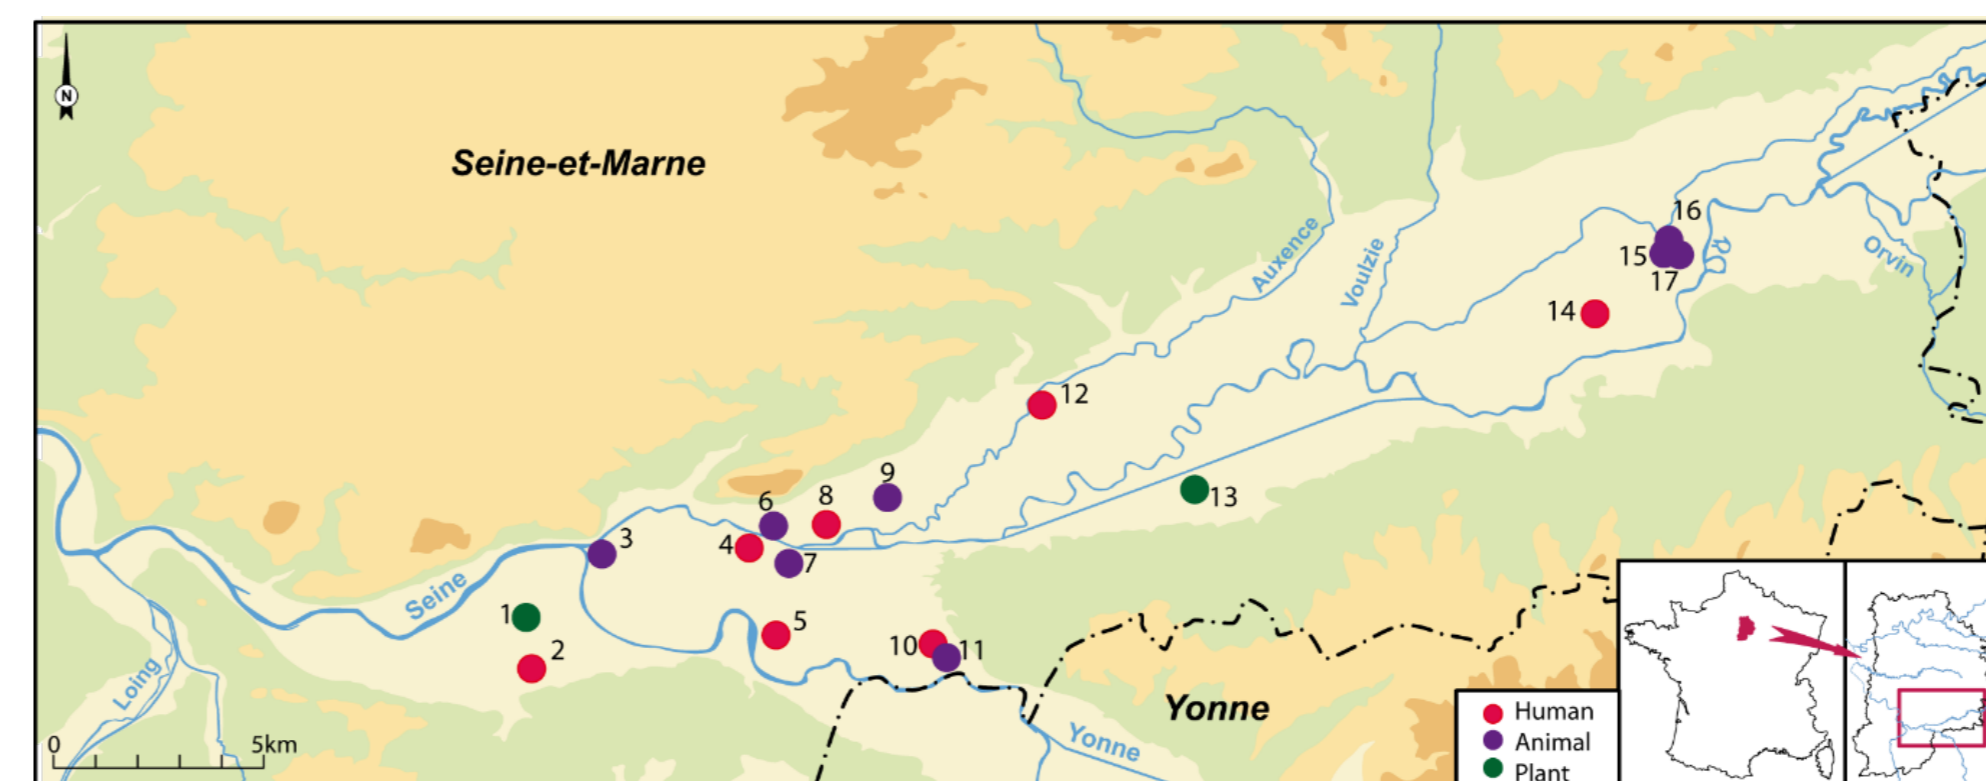 N
Seine-et-Marne
Auxence
Voulzie
Orvin
16
15
17
14
12
9
8
6
13
3
4
7
Seine
1
5
2
10
11
Loing
Yonne
Yonne
0 5km
Human
Animal
Plant